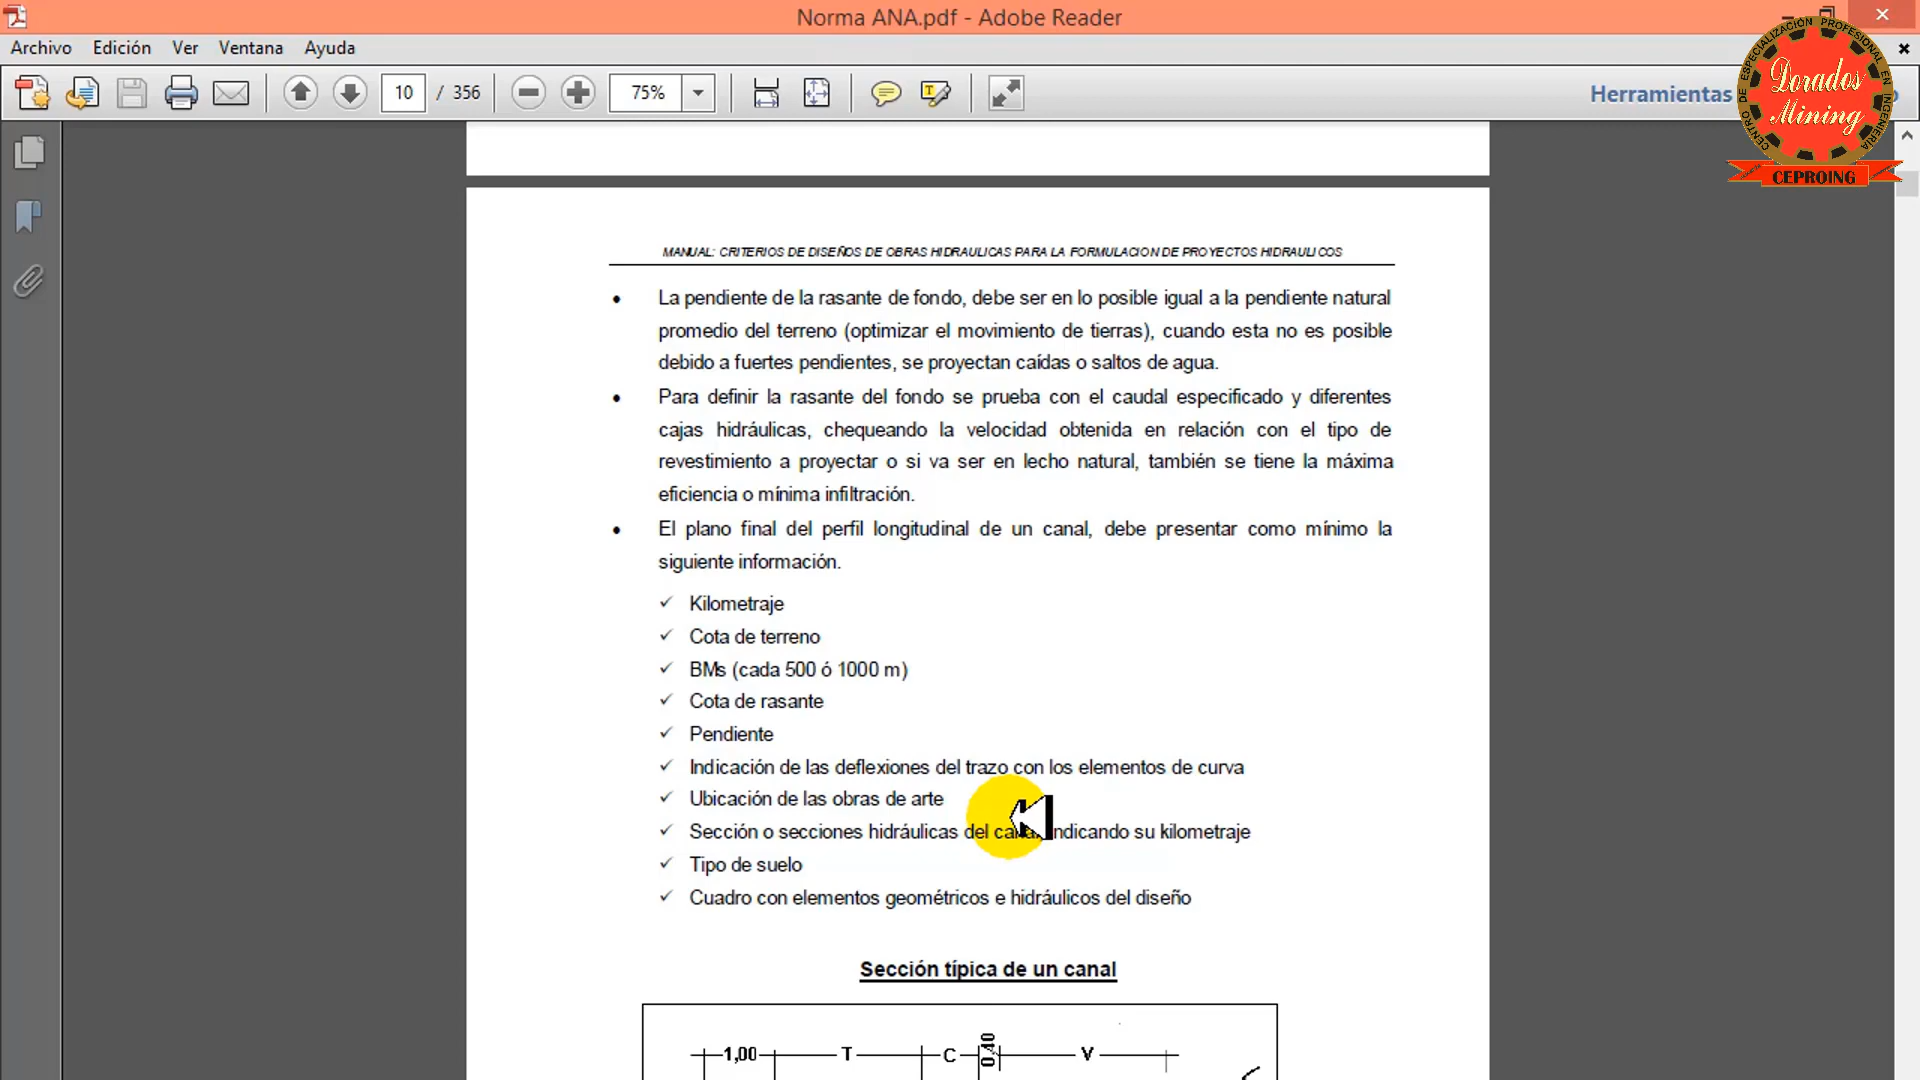 Norma ANA.pdf - Adobe Reader
Archivo Edición Ver Ventana Ayuda
10 / 356 75% Herramientas
CENTRO DE ESPECIALIZACIÓN PROFESIONAL EN INGENIERÍA
Dorados
Mining
CEPROING
MANUAL: CRITERIOS DE DISEÑOS DE OBRAS HIDRAULICAS PARA LA FORMULACION DE PROYECTOS HIDRAULICOS
• La pendiente de la rasante de fondo, debe ser en lo posible igual a la pendiente natural
promedio del terreno (optimizar el movimiento de tierras), cuando esta no es posible
debido a fuertes pendientes, se proyectan caídas o saltos de agua.
• Para definir la rasante del fondo se prueba con el caudal especificado y diferentes
cajas hidráulicas, chequeando la velocidad obtenida en relación con el tipo de
revestimiento a proyectar o si va ser en lecho natural, también se tiene la máxima
eficiencia o mínima infiltración.
• El plano final del perfil longitudinal de un canal, debe presentar como mínimo la
siguiente información.
✓ Kilometraje
✓ Cota de terreno
✓ BMs (cada 500 ó 1000 m)
✓ Cota de rasante
✓ Pendiente
✓ Indicación de las deflexiones del trazo con los elementos de curva
✓ Ubicación de las obras de arte
✓ Sección o secciones hidráulicas del canal, indicando su kilometraje
✓ Tipo de suelo
✓ Cuadro con elementos geométricos e hidráulicos del diseño
Sección típica de un canal
1,00 T C 0,40 V